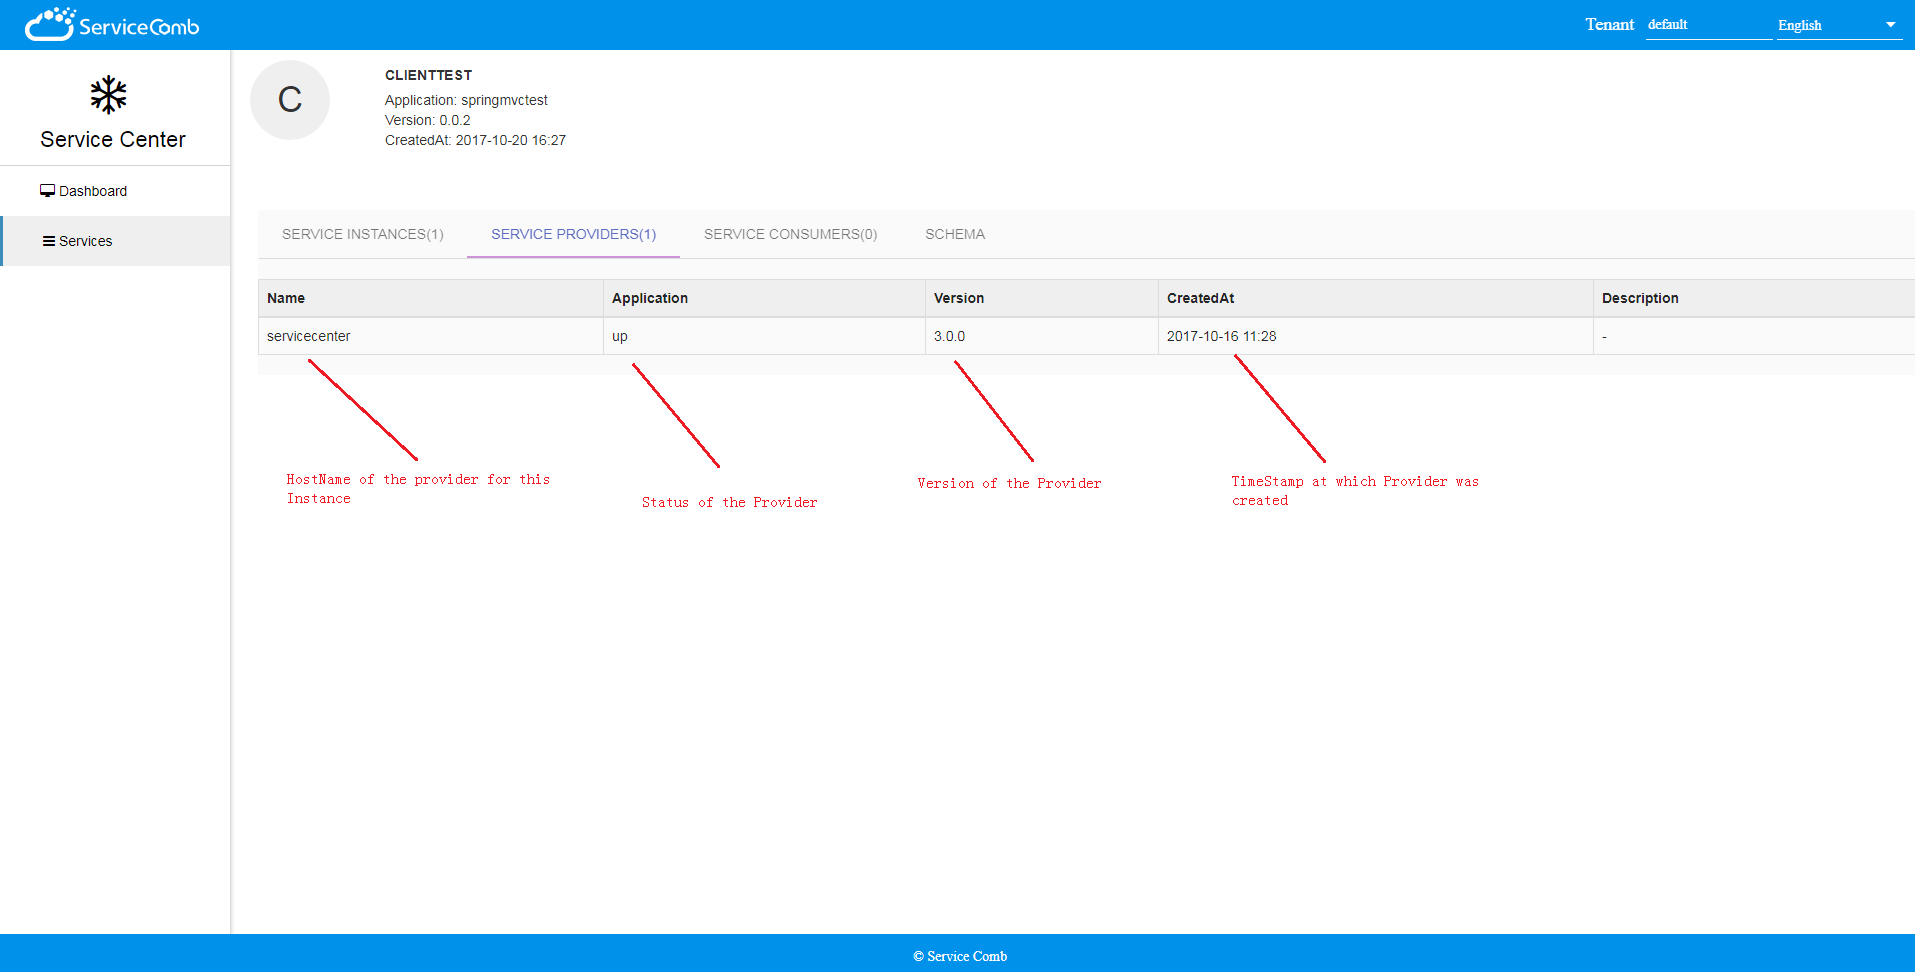 ServiceComb
Tenant default English
Service Center
Dashboard
Services
C
CLIENTTEST
Application: springmvctest
Version: 0.0.2
CreatedAt: 2017-10-20 16:27
SERVICE INSTANCES(1) SERVICE PROVIDERS(1) SERVICE CONSUMERS(0) SCHEMA
Name Application Version CreatedAt Description
servicecenter up 3.0.0 2017-10-16 11:28 -
HostName of the provider for this
Instance
Status of the Provider
Version of the Provider
TimeStamp at which Provider was
created
© Service Comb